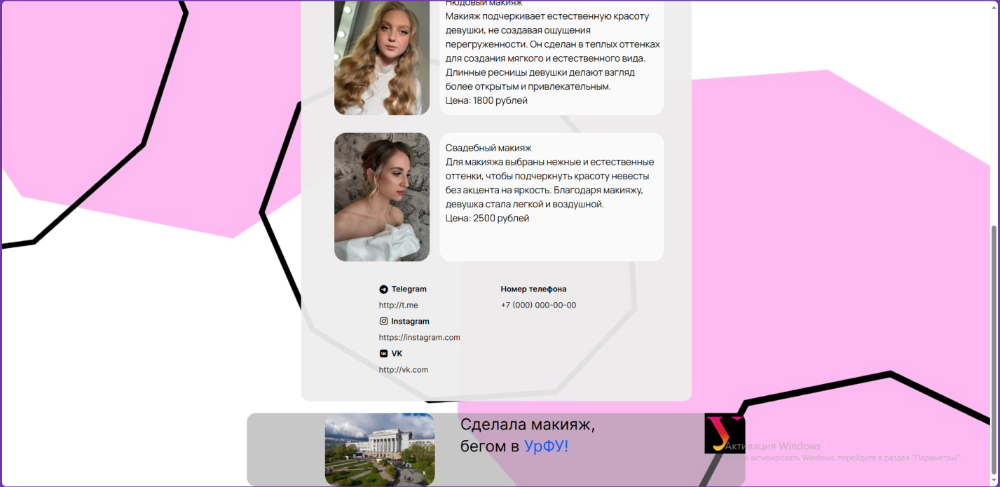 Нюдовый макияж
Макияж подчеркивает естественную красоту
девушки, не создавая ощущения
перегруженности. Он сделан в теплых оттенках
для создания мягкого и естественного вида.
Длинные ресницы девушки делают взгляд
более открытым и привлекательным.
Цена: 1800 рублей
Свадебный макияж
Для макияжа выбраны нежные и естественные
оттенки, чтобы подчеркнуть красоту невесты
без акцента на яркость. Благодаря макияжу,
девушка стала легкой и воздушной.
Цена: 2500 рублей
Telegram
http://t.me
Instagram
https://instagram.com
VK
http://vk.com
Номер телефона
+7 (000) 000-00-00
Сделала макияж,
бегом в УрФУ!
У
Активация Windows
Чтобы активировать Windows, перейдите в раздел "Параметры".